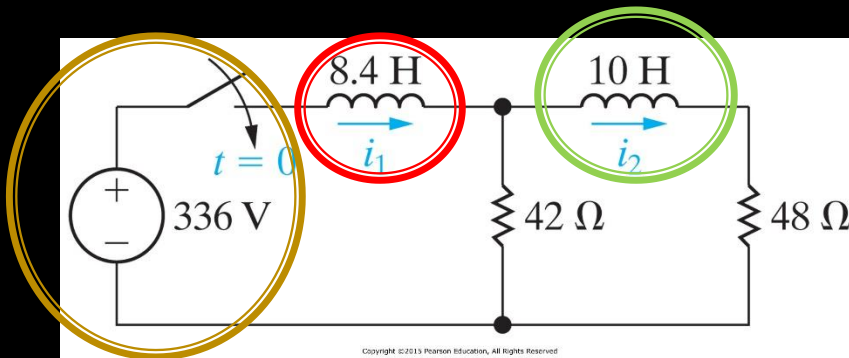 8.4 H
10 H
t = 0
i₁
i₂
+
336 V
−
42 Ω
48 Ω
Copyright ©2015 Pearson Education, All Rights Reserved